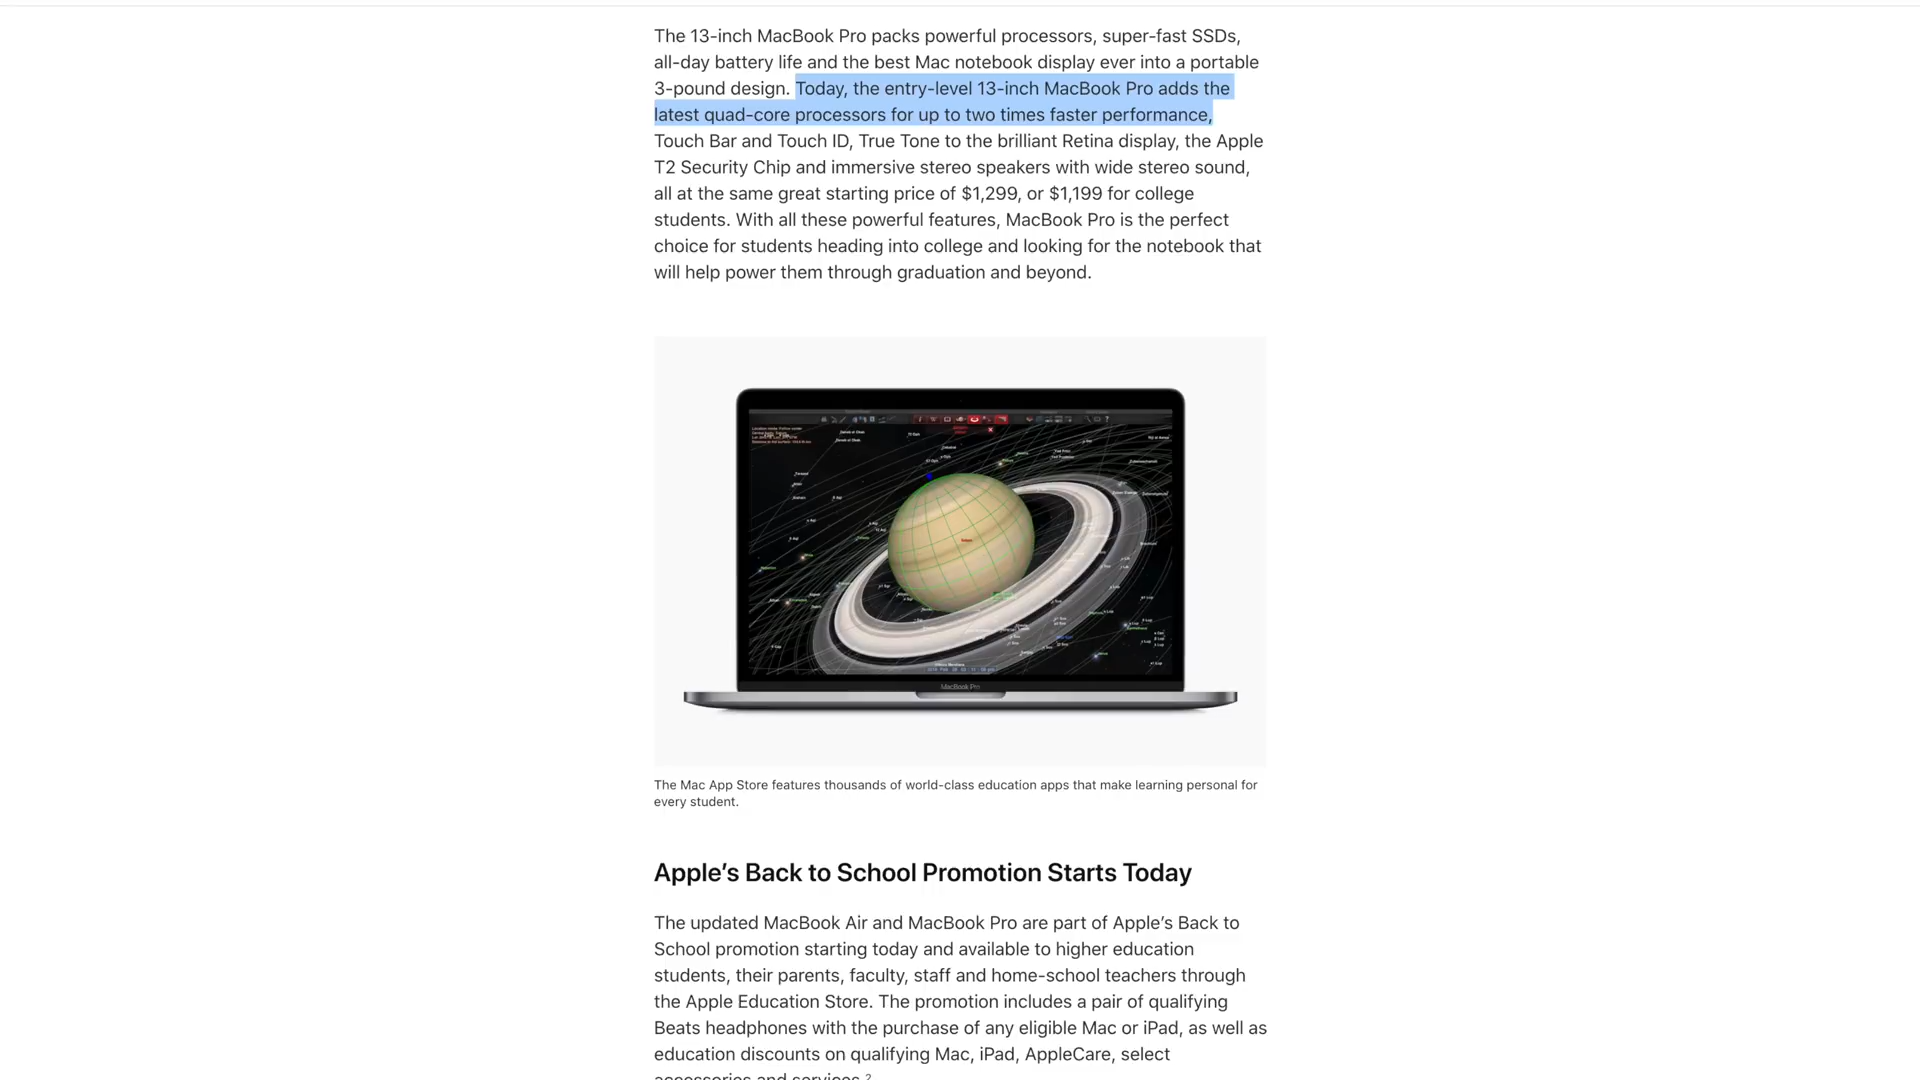 The 13-inch MacBook Pro packs powerful processors, super-fast SSDs,
all-day battery life and the best Mac notebook display ever into a portable
3-pound design. Today, the entry-level 13-inch MacBook Pro adds the
latest quad-core processors for up to two times faster performance,
Touch Bar and Touch ID, True Tone to the brilliant Retina display, the Apple
T2 Security Chip and immersive stereo speakers with wide stereo sound,
all at the same great starting price of $1,299, or $1,199 for college
students. With all these powerful features, MacBook Pro is the perfect
choice for students heading into college and looking for the notebook that
will help power them through graduation and beyond.
MacBook Pro
The Mac App Store features thousands of world-class education apps that make learning personal for
every student.
Apple’s Back to School Promotion Starts Today
The updated MacBook Air and MacBook Pro are part of Apple’s Back to
School promotion starting today and available to higher education
students, their parents, faculty, staff and home-school teachers through
the Apple Education Store. The promotion includes a pair of qualifying
Beats headphones with the purchase of any eligible Mac or iPad, as well as
education discounts on qualifying Mac, iPad, AppleCare, select
accessories and services.²